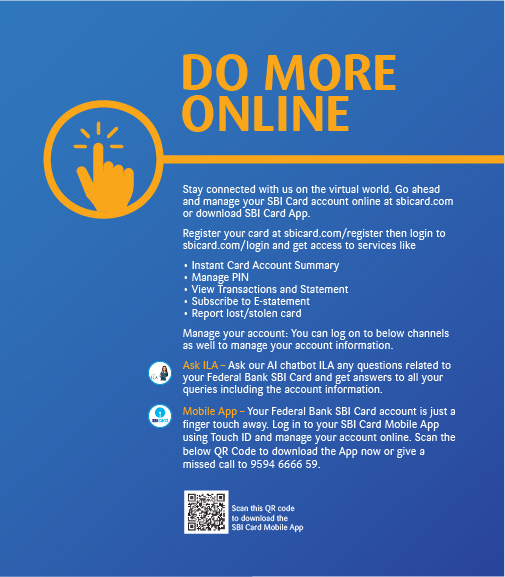 DO MORE
ONLINE
Stay connected with us on the virtual world. Go ahead
and manage your SBI Card account online at sbicard.com
or download SBI Card App.
Register your card at sbicard.com/register then login to
sbicard.com/login and get access to services like
• Instant Card Account Summary
• Manage PIN
• View Transactions and Statement
• Subscribe to E-statement
• Report lost/stolen card
Manage your account: You can log on to below channels
as well to manage your account information.
Ask ILA – Ask our AI chatbot ILA any questions related to
your Federal Bank SBI Card and get answers to all your
queries including the account information.
SBI card
Mobile App – Your Federal Bank SBI Card account is just a
finger touch away. Log in to your SBI Card Mobile App
using Touch ID and manage your account online. Scan the
below QR Code to download the App now or give a
missed call to 9594 6666 59.
Scan this QR code
to download the
SBI Card Mobile App